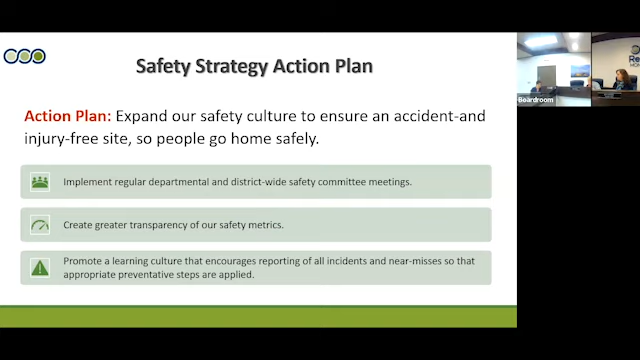 Safety Strategy Action Plan
Action Plan: Expand our safety culture to ensure an accident-and
injury-free site, so people go home safely.
Implement regular departmental and district-wide safety committee meetings.
Create greater transparency of our safety metrics.
Promote a learning culture that encourages reporting of all incidents and near-misses so that
appropriate preventative steps are applied.
Boardroom